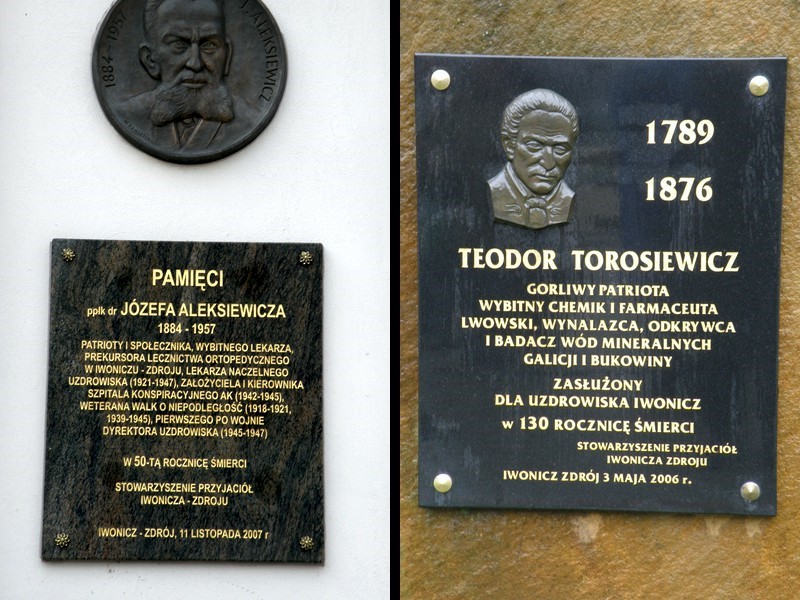 1884-1957 J. ALEKSIEWICZ
PAMIĘCI
ppłk dr JÓZEFA ALEKSIEWICZA
1884 - 1957
PATRIOTY I SPOŁECZNIKA, WYBITNEGO LEKARZA,
PREKURSORA LECZNICTWA ORTOPEDYCZNEGO
W IWONICZU - ZDROJU, LEKARZA NACZELNEGO
UZDROWISKA (1921-1947), ZAŁOŻYCIELA I KIEROWNIKA
SZPITALA KONSPIRACYJNEGO AK (1942-1945),
WETERANA WALK O NIEPODLEGŁOŚĆ (1918-1921,
1939-1945), PIERWSZEGO PO WOJNIE
DYREKTORA UZDROWISKA (1945-1947)
W 50-TĄ ROCZNICĘ ŚMIERCI
STOWARZYSZENIE PRZYJACIÓŁ
IWONICZA - ZDROJU
IWONICZ - ZDRÓJ, 11 LISTOPADA 2007 r
1789
1876
TEODOR TOROSIEWICZ
GORLIWY PATRIOTA
WYBITNY CHEMIK I FARMACEUTA
LWOWSKI, WYNALAZCA, ODKRYWCA
I BADACZ WÓD MINERALNYCH
GALICJI I BUKOWINY
ZASŁUŻONY
DLA UZDROWISKA IWONICZ
W 130 ROCZNICĘ ŚMIERCI
STOWARZYSZENIE PRZYJACIÓŁ
IWONICZA ZDROJU
IWONICZ ZDRÓJ 3 MAJA 2006 r.